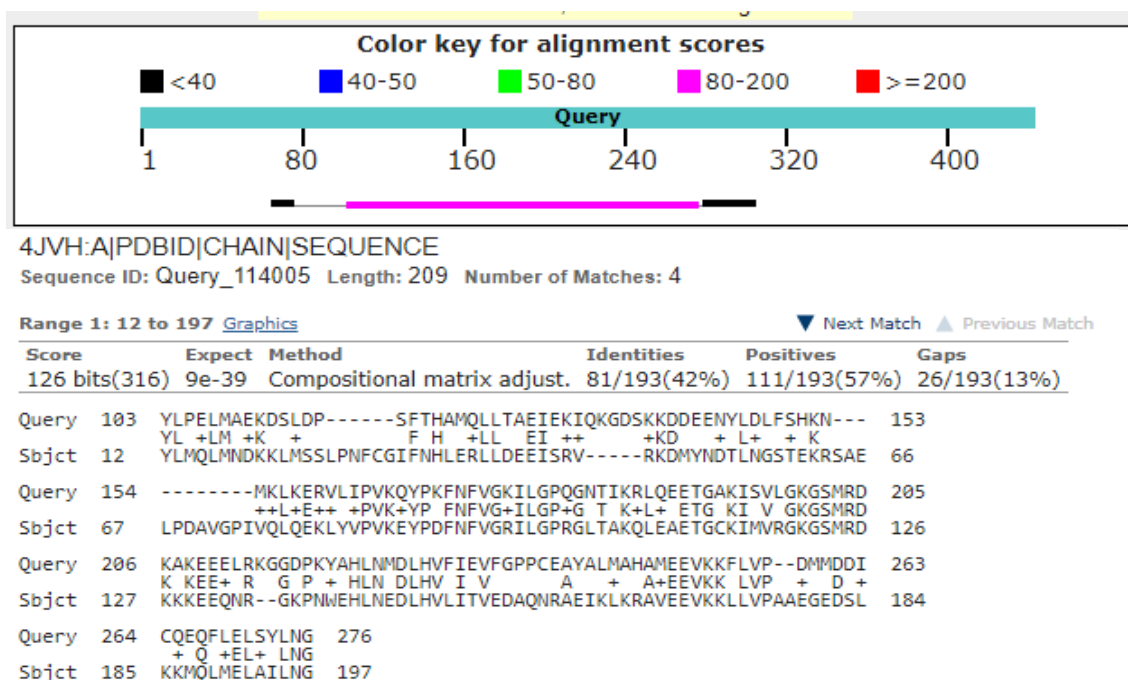 Color key for alignment scores
<40 40-50 50-80 80-200 >=200
Query
1 80 160 240 320 400
4JVH:A|PDBID|CHAIN|SEQUENCE
Sequence ID: Query_114005 Length: 209 Number of Matches: 4
Range 1: 12 to 197 Graphics ▼ Next Match ▲ Previous Match
Score Expect Method Identities Positives Gaps
126 bits(316) 9e-39 Compositional matrix adjust. 81/193(42%) 111/193(57%) 26/193(13%)
Query 103 YLPELMAEKDSLDP------SFTHAMQLLTAEIEKIQKGDSKKDDEENYLDLFSHKN--- 153
YL +LM +K + F H +LL EI ++ +KD + L+ + K
Sbjct 12 YLMQLMNDKKLMSSLPNFCGIFNHLERLLDEEISRV-----RKDMYNDTLNGSTEKRSAE 66
Query 154 --------MKLKERVLIPVKQYPKFNFVGKILGPQGNTIKRLQEETGAKISVLGKGSMRD 205
++L+E++ +PVK+YP FNFVG+ILGP+G T K+L+ ETG KI V GKGSMRD
Sbjct 67 LPDAVGPIVQLQEKLYVPVKEYPDFNFVGRILGPRGLTAKQLEAETGCKIMVRGKGSMRD 126
Query 206 KAKEEELRKGGDPKYAHLNMDLHVFIEVFGPPCEAYALMAHAMEEVKKFLVP--DMMDDI 263
K KEE+ R G P + HLN DLHV I V A + A+EEVKK LVP + D +
Sbjct 127 KKKEEQNR--GKPNWEHLNEDLHVLITVEDAQNRAEIKLKRAVEEVKKLLVPAAEGEDSL 184
Query 264 CQEQFLELSYLNG 276
+ Q +EL+ LNG
Sbjct 185 KKMQLMELAILNG 197